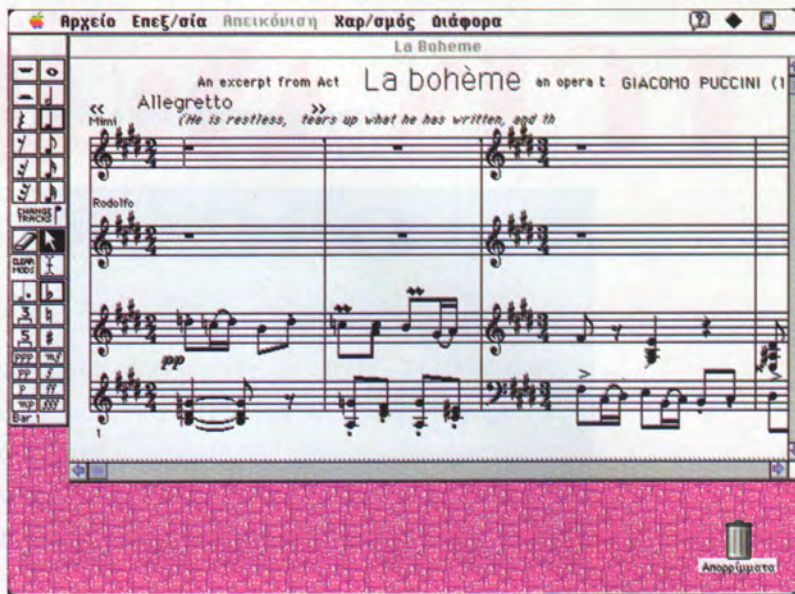 Αρχείο Επεξ/σία Απεικόνιση Χαρ/σμός Διάφορα
La Boheme
An excerpt from Act La bohème an opera t GIACOMO PUCCINI (1
Allegretto
« »
Mimi (He is restless, tears up what he has written, and th
CHANGE TRACKS
Rodolfo
CLEAR MODS
3
5
pp
PPP mf
PP f
P ff
mp fff
Bar 1
1
Απορρίμματα